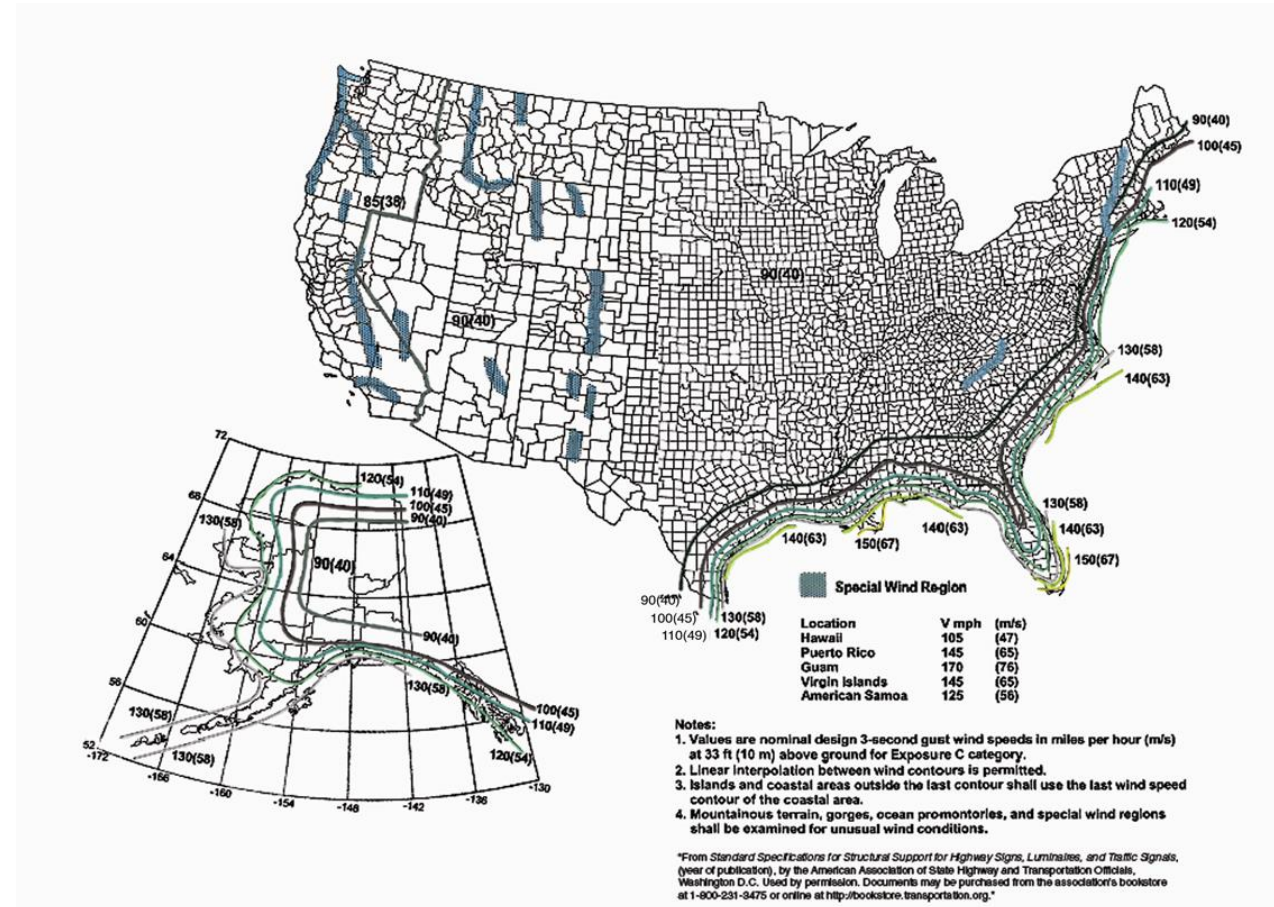 90(40)
100(45)
110(49)
85(38)
120(54)
90(40)
90(40)
130(58)
140(63)
72
120(54)
110(49)
68
100(45)
130(58)
90(40)
130(58)
140(63)
140(63)
140(63)
150(67)
64
90(40)
150(67)
Special Wind Region
90(40)
100(45)
130(58)
110(49)
120(54)
60
90(40)
Location V mph (m/s)
Hawaii 105 (47)
Puerto Rico 145 (65)
Guam 170 (76)
Virgin Islands 145 (65)
American Samoa 125 (56)
56
130(58)
130(58)
100(45)
110(49)
52
-172
130(58)
120(54)
-166
-160
-154
-148
-142
-136
-130
Notes:
1. Values are nominal design 3-second gust wind speeds in miles per hour (m/s)
at 33 ft (10 m) above ground for Exposure C category.
2. Linear interpolation between wind contours is permitted.
3. Islands and coastal areas outside the last contour shall use the last wind speed
contour of the coastal area.
4. Mountainous terrain, gorges, ocean promontories, and special wind regions
shall be examined for unusual wind conditions.
*From Standard Specifications for Structural Support for Highway Signs, Luminaires, and Traffic Signals,
(year of publication), by the American Association of State Highway and Transportation Officials,
Washington D.C. Used by permission. Documents may be purchased from the association's bookstore
at 1-800-231-3475 or online at http://bookstore.transportation.org.*